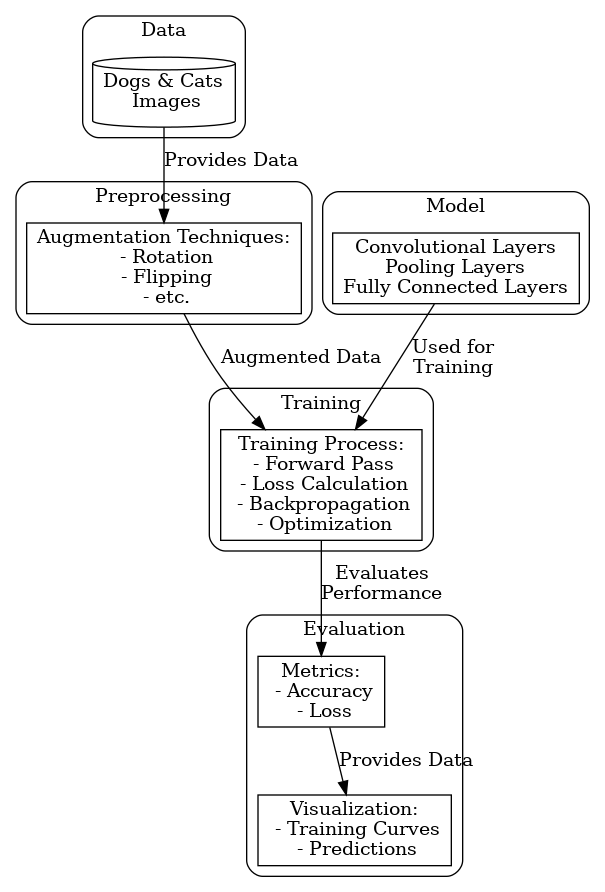 Data
Dogs & Cats
Images
Provides Data
Preprocessing
Augmentation Techniques:
- Rotation
- Flipping
- etc.
Model
Convolutional Layers
Pooling Layers
Fully Connected Layers
Augmented Data
Used for
Training
Training
Training Process:
- Forward Pass
- Loss Calculation
- Backpropagation
- Optimization
Evaluates
Performance
Evaluation
Metrics:
- Accuracy
- Loss
Provides Data
Visualization:
- Training Curves
- Predictions